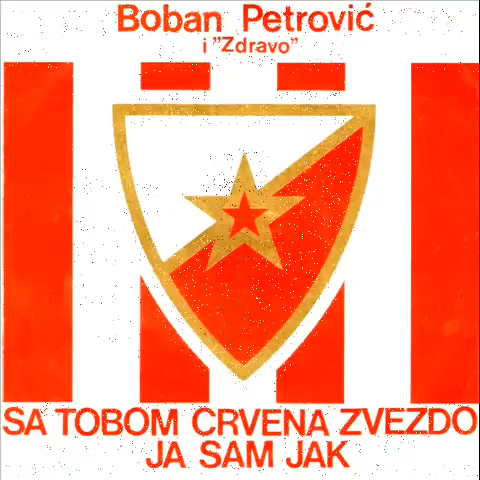 Boban Petrović
i "Zdravo"
SA TOBOM CRVENA ZVEZDO
JA SAM JAK